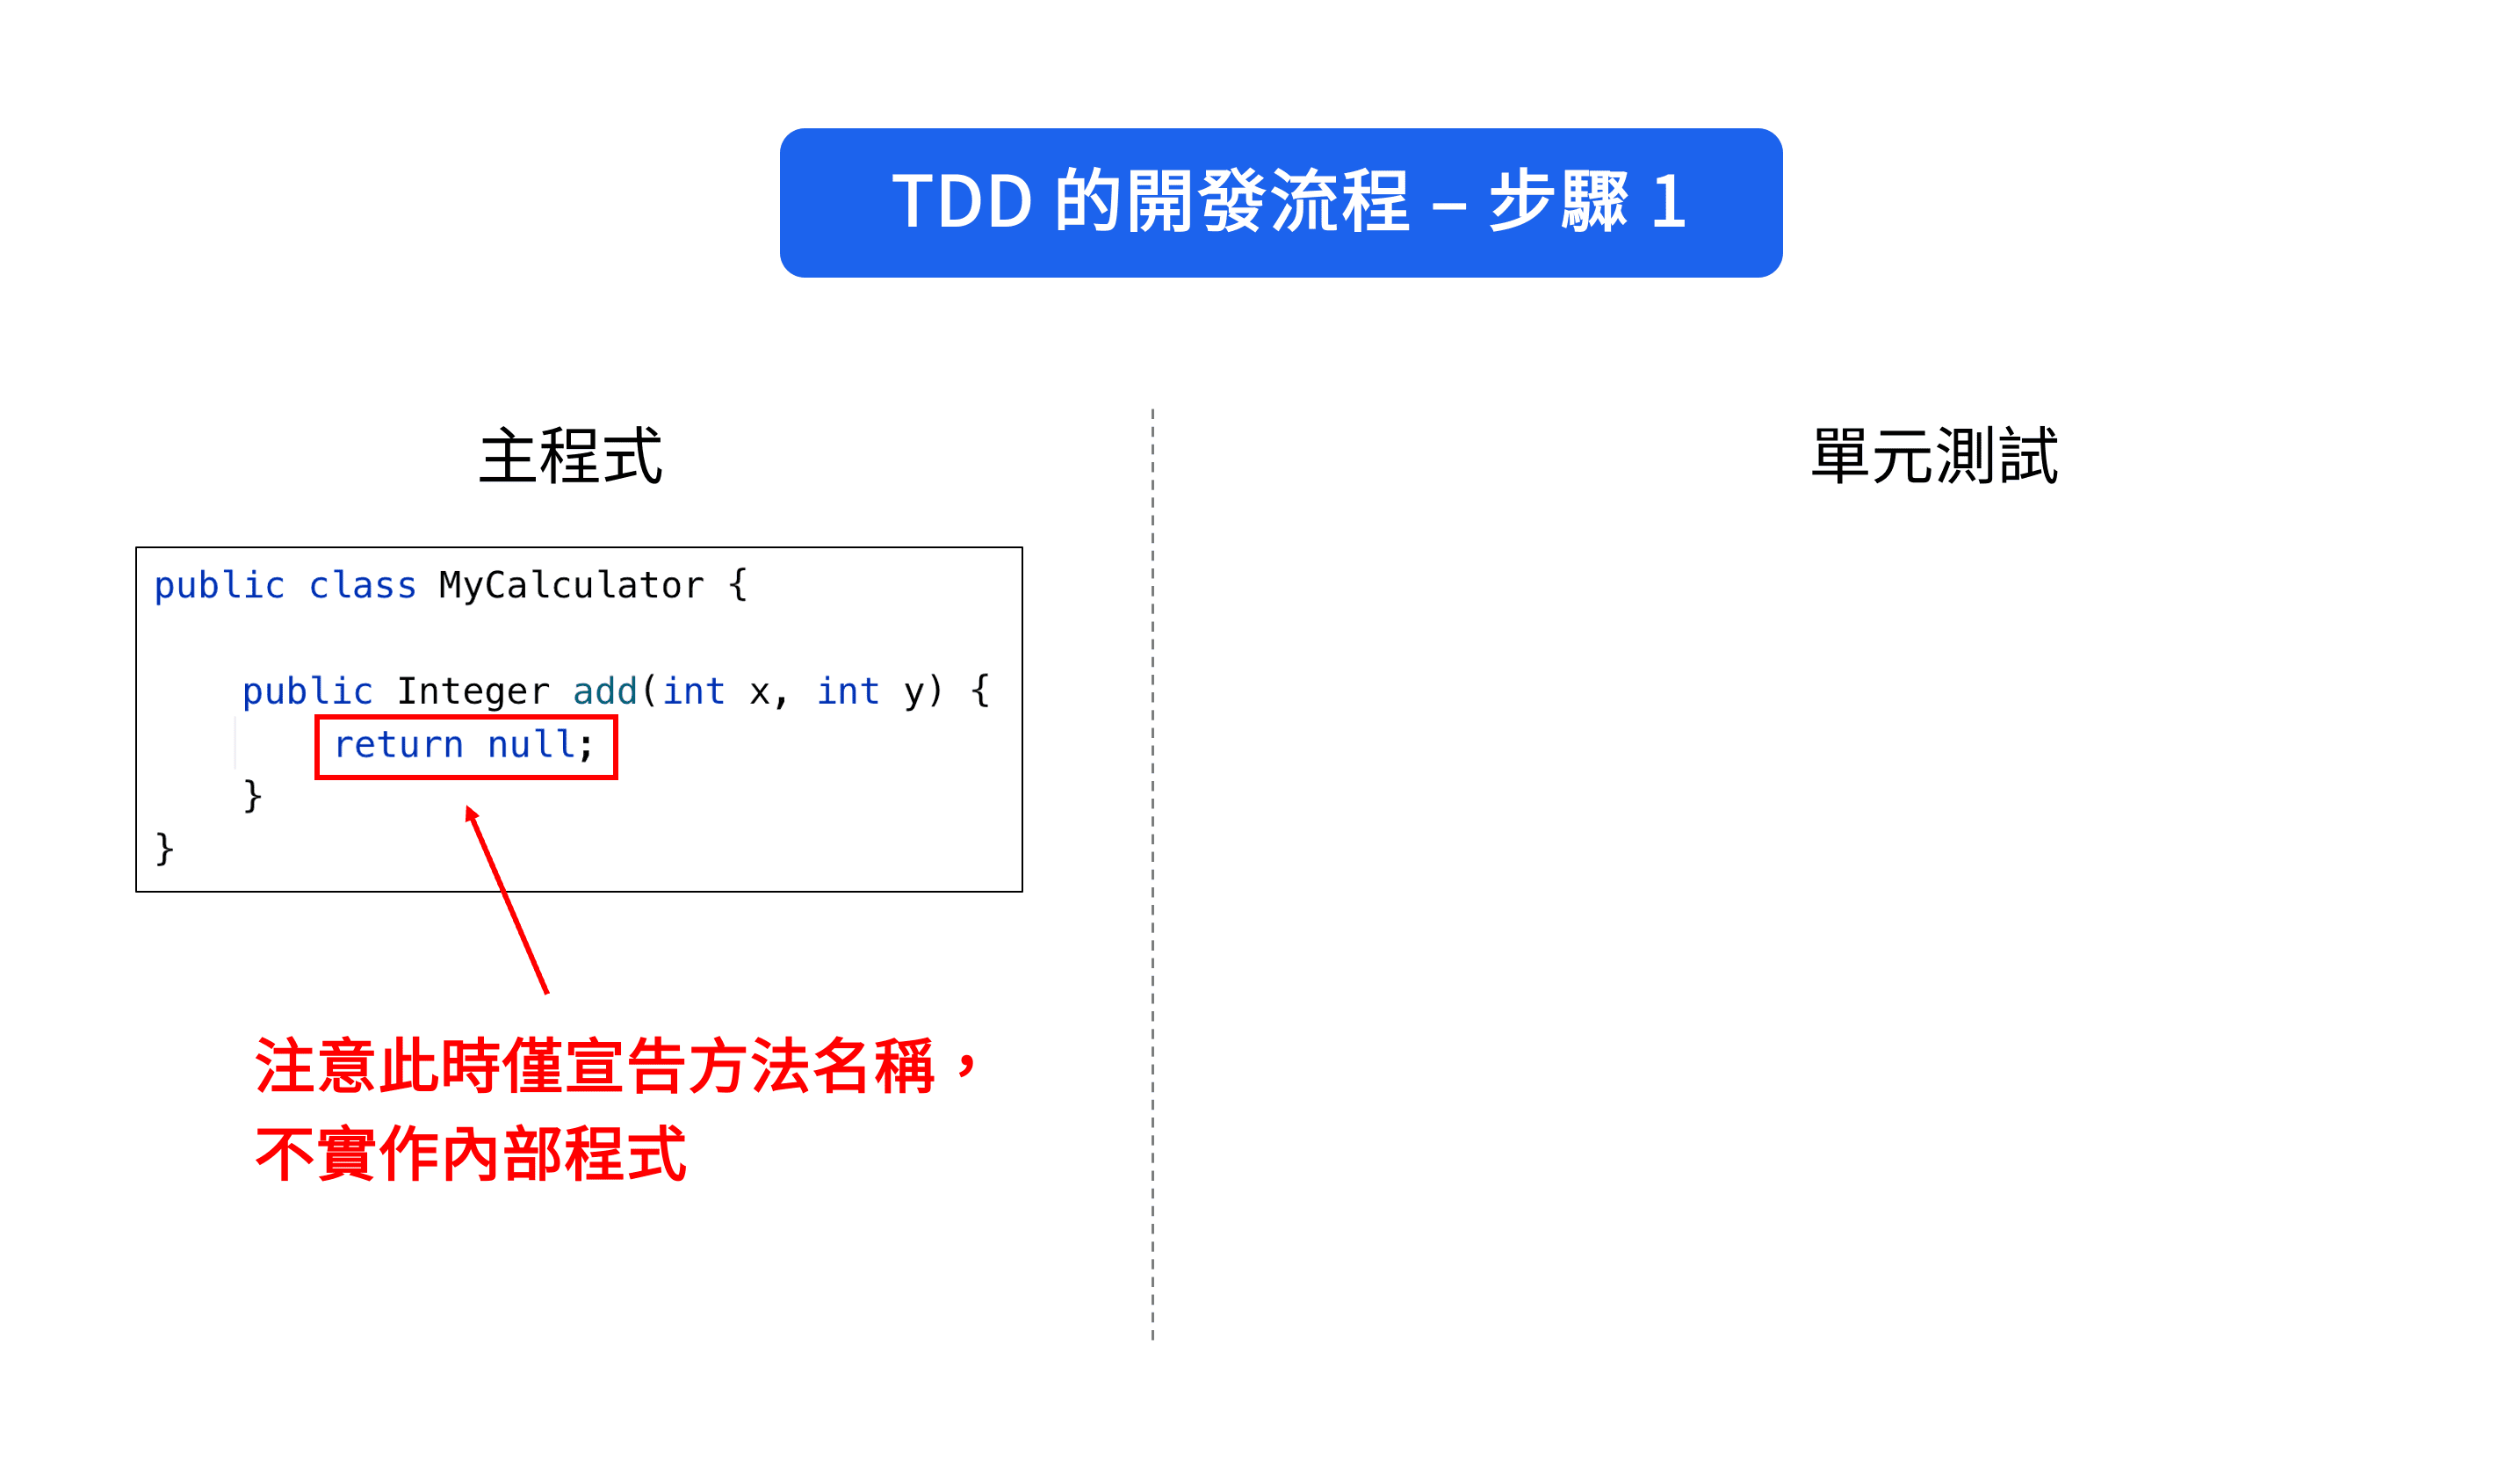 TDD 的開發流程 – 步驟 1
主程式
單元測試
public class MyCalculator {
public Integer add(int x, int y) {
return null;
}
}
注意此時僅宣告方法名稱，
不實作內部程式